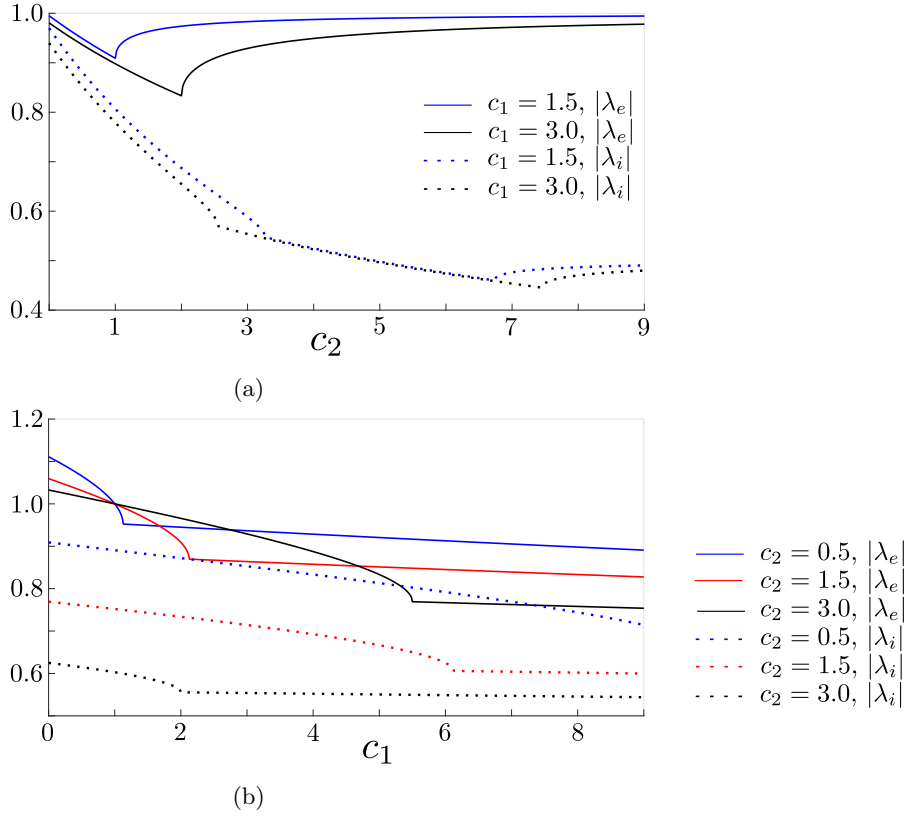 1.0
0.8
0.6
0.4
c₁ = 1.5, |λₑ|
c₁ = 3.0, |λₑ|
c₁ = 1.5, |λᵢ|
c₁ = 3.0, |λᵢ|
1 3 5 7 9
c₂
(a)
1.2
1.0
0.8
0.6
c₂ = 0.5, |λₑ|
c₂ = 1.5, |λₑ|
c₂ = 3.0, |λₑ|
c₂ = 0.5, |λᵢ|
c₂ = 1.5, |λᵢ|
c₂ = 3.0, |λᵢ|
0 2 4 6 8
c₁
(b)